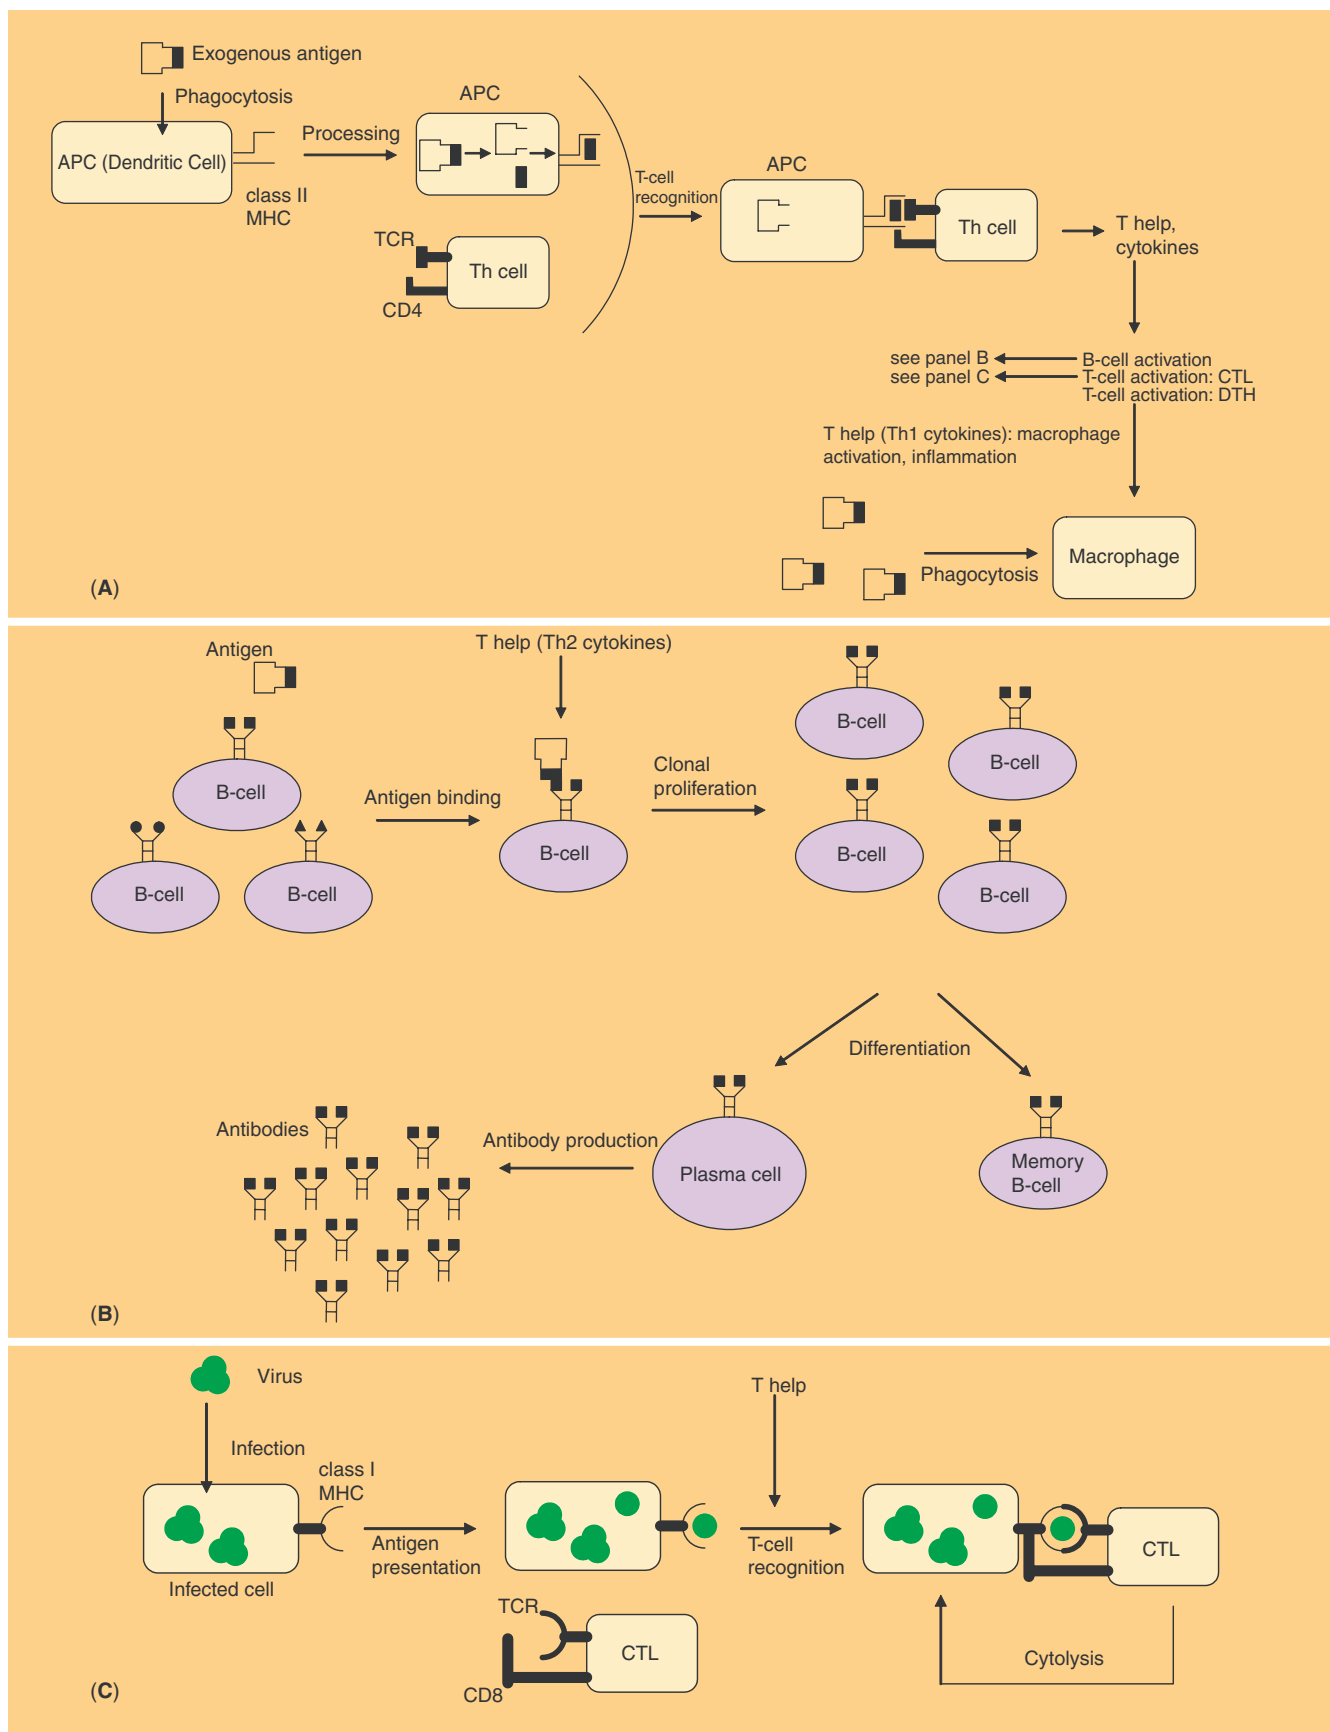 Exogenous antigen
Phagocytosis
APC (Dendritic Cell)
class II
MHC
Processing
APC
TCR
Th cell
CD4
T-cell
recognition
APC
Th cell
T help,
cytokines
see panel B
B-cell activation
see panel C
T-cell activation: CTL
T-cell activation: DTH
T help (Th1 cytokines): macrophage
activation, inflammation
Phagocytosis
Macrophage
(A)
Antigen
T help (Th2 cytokines)
B-cell
B-cell
B-cell
Antigen binding
B-cell
Clonal
proliferation
B-cell
B-cell
B-cell
B-cell
Differentiation
Antibodies
Antibody production
Plasma cell
Memory
B-cell
(B)
Virus
Infection
class I
MHC
Infected cell
Antigen
presentation
TCR
CTL
CD8
T help
T-cell
recognition
CTL
Cytolysis
(C)